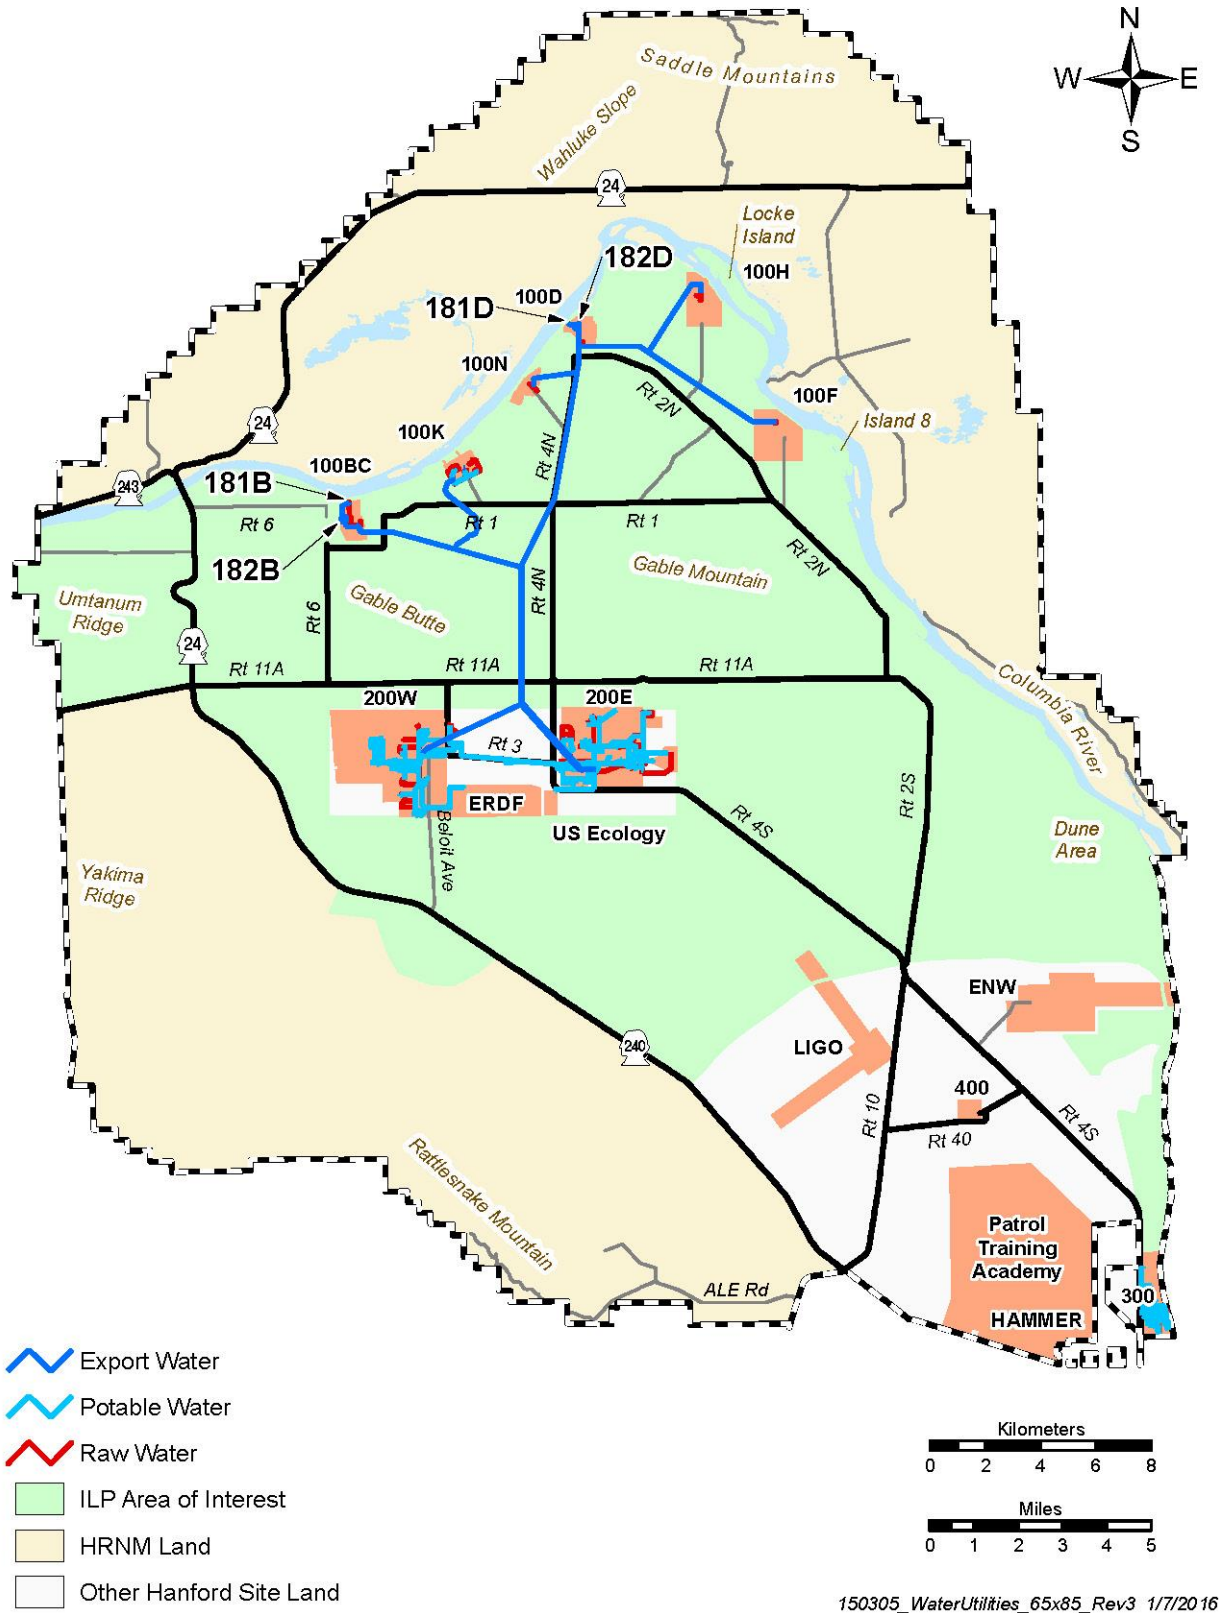 N
W E
S
Saddle Mountains
Wahluke Slope
24
Locke
Island
182D
100H
100D
181D
100N
Rt 2N
100F
24
Island 8
100K
Rt 4N
100BC
243
181B
Rt 6
Rt 1
Rt 1
182B
Rt 2N
Gable Mountain
Umtanum
Ridge
Gable Butte
Rt 6
Rt 4N
24
Rt 11A
Rt 11A
Rt 11A
Columbia River
200W
200E
Rt 3
Rt 2S
ERDF
Rt 4S
US Ecology
Dune
Area
Beloit Ave
Yakima
Ridge
ENW
LIGO
240
400
Rt 10
Rt 4S
Rt 40
Rattlesnake Mountain
Patrol
Training
Academy
ALE Rd
300
HAMMER
Export Water
Potable Water
Raw Water
ILP Area of Interest
HRNM Land
Other Hanford Site Land
Kilometers
0 2 4 6 8
Miles
0 1 2 3 4 5
150305_WaterUtilities_65x85_Rev3 1/7/2016